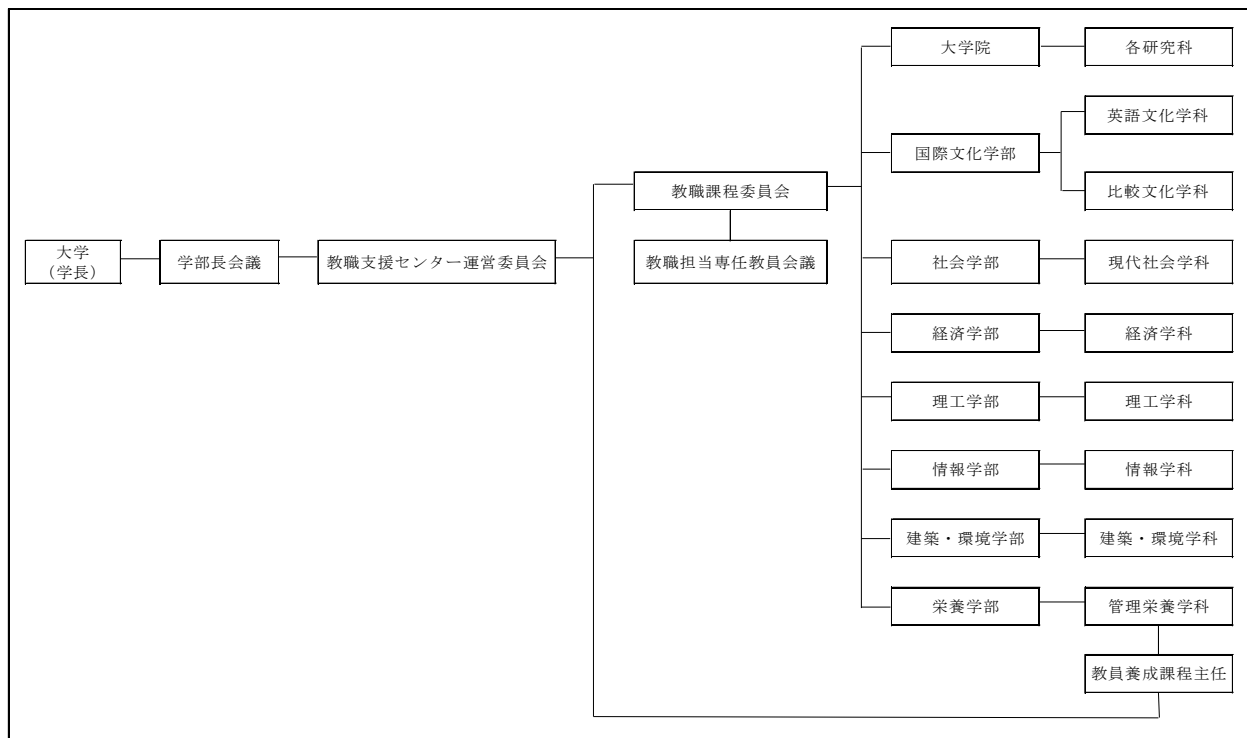 大学院
各研究科
英語文化学科
国際文化学部
比較文化学科
教職課程委員会
大学
（学長）
学部長会議
教職支援センター運営委員会
教職担当専任教員会議
社会学部
現代社会学科
経済学部
経済学科
理工学部
理工学科
情報学部
情報学科
建築・環境学部
建築・環境学科
栄養学部
管理栄養学科
教員養成課程主任